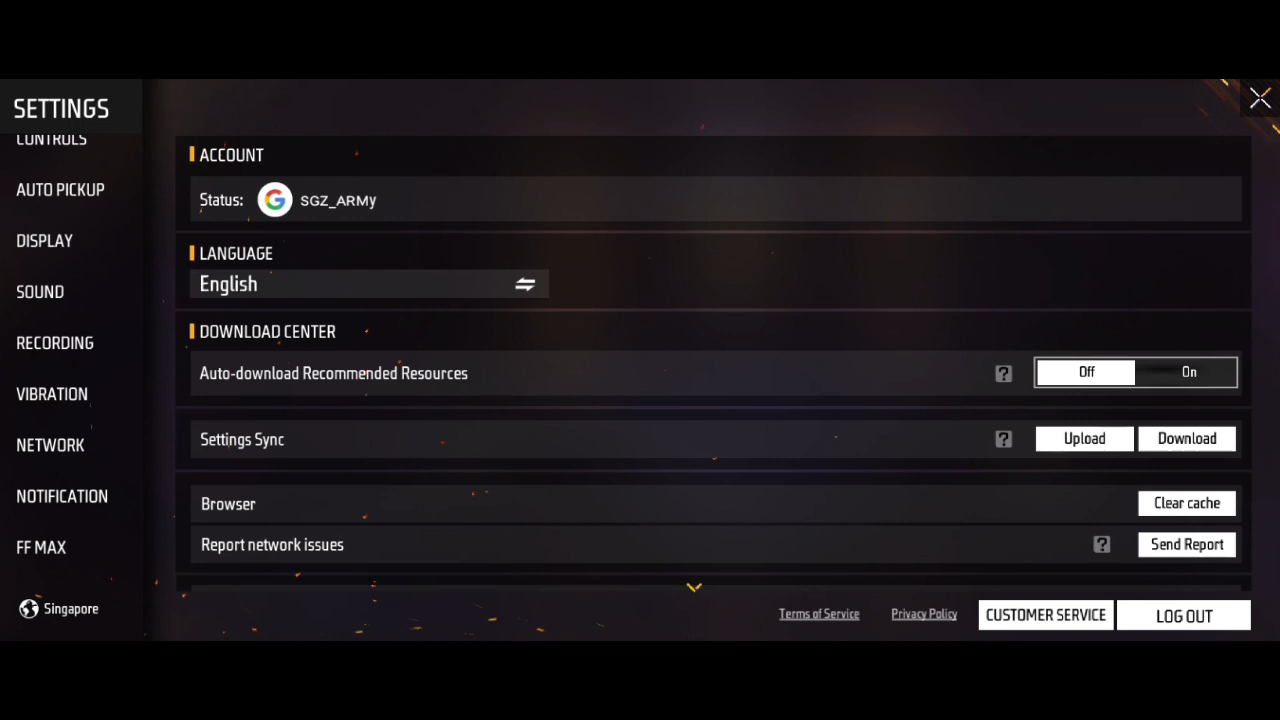 SETTINGS
CONTROLS
AUTO PICKUP
DISPLAY
SOUND
RECORDING
VIBRATION
NETWORK
NOTIFICATION
FF MAX
Singapore
ACCOUNT
Status: G SGZ_ARMy
LANGUAGE
English
DOWNLOAD CENTER
Auto-download Recommended Resources ? Off On
Settings Sync ? Upload Download
Browser Clear cache
Report network issues ? Send Report
Terms of Service Privacy Policy CUSTOMER SERVICE LOG OUT